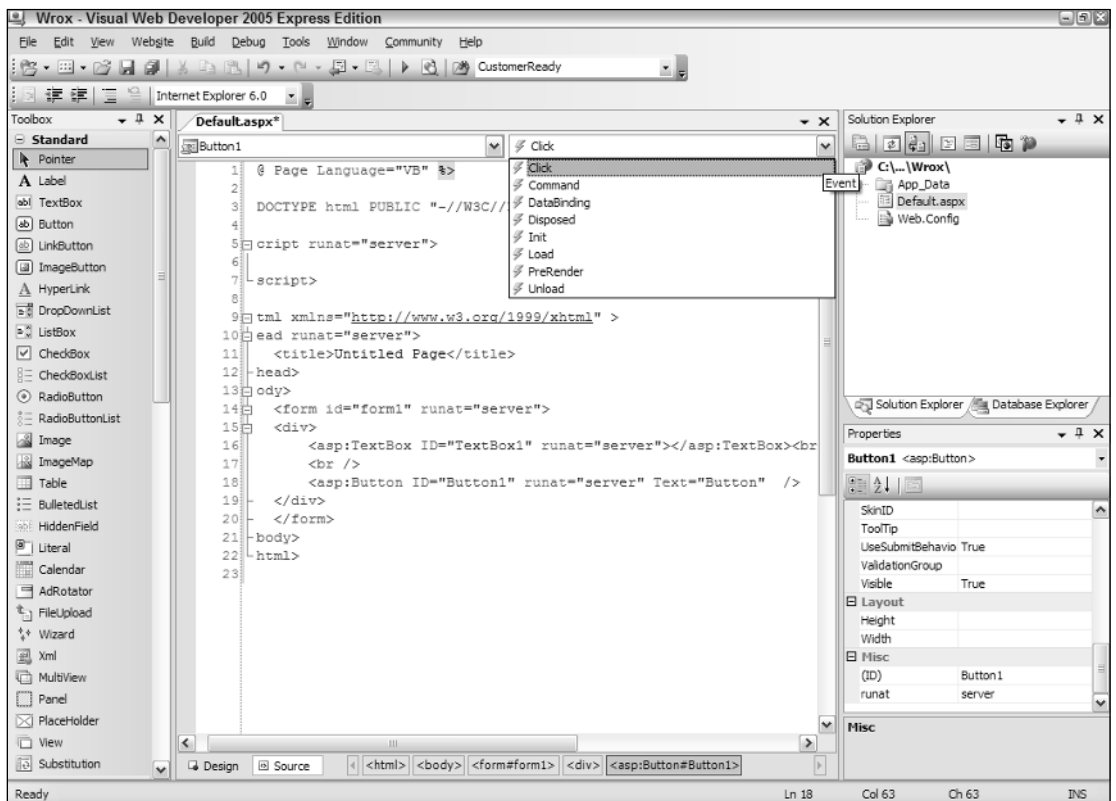 Wrox - Visual Web Developer 2005 Express Edition
File Edit View Website Build Debug Tools Window Community Help
CustomerReady
Internet Explorer 6.0
Toolbox
Standard
Pointer
Label
TextBox
Button
LinkButton
ImageButton
HyperLink
DropDownList
ListBox
CheckBox
CheckBoxList
RadioButton
RadioButtonList
Image
ImageMap
Table
BulletedList
HiddenField
Literal
Calendar
AdRotator
FileUpload
Wizard
Xml
MultiView
Panel
PlaceHolder
View
Substitution
Default.aspx*
Button1
Click
Click
Command
DataBinding
Disposed
Init
Load
PreRender
Unload
Event
1 @ Page Language="VB" %>
2
3 DOCTYPE html PUBLIC "-//W3C//
4
5 cript runat="server">
6
7 script>
8
9 tml xmlns="http://www.w3.org/1999/xhtml" >
10 ead runat="server">
11 <title>Untitled Page</title>
12 head>
13 ody>
14 <form id="form1" runat="server">
15 <div>
16 <asp:TextBox ID="TextBox1" runat="server"></asp:TextBox><br
17 <br />
18 <asp:Button ID="Button1" runat="server" Text="Button" />
19 </div>
20 </form>
21 body>
22 html>
23
Design Source <html> <body> <form#form1> <div> <asp:Button#Button1>
Solution Explorer
C:\...\Wrox\
App_Data
Default.aspx
Web.Config
Solution Explorer Database Explorer
Properties
Button1 <asp:Button>
SkinID
ToolTip
UseSubmitBehavio True
ValidationGroup
Visible True
Layout
Height
Width
Misc
(ID) Button1
runat server
Misc
Ready Ln 18 Col 63 Ch 63 INS